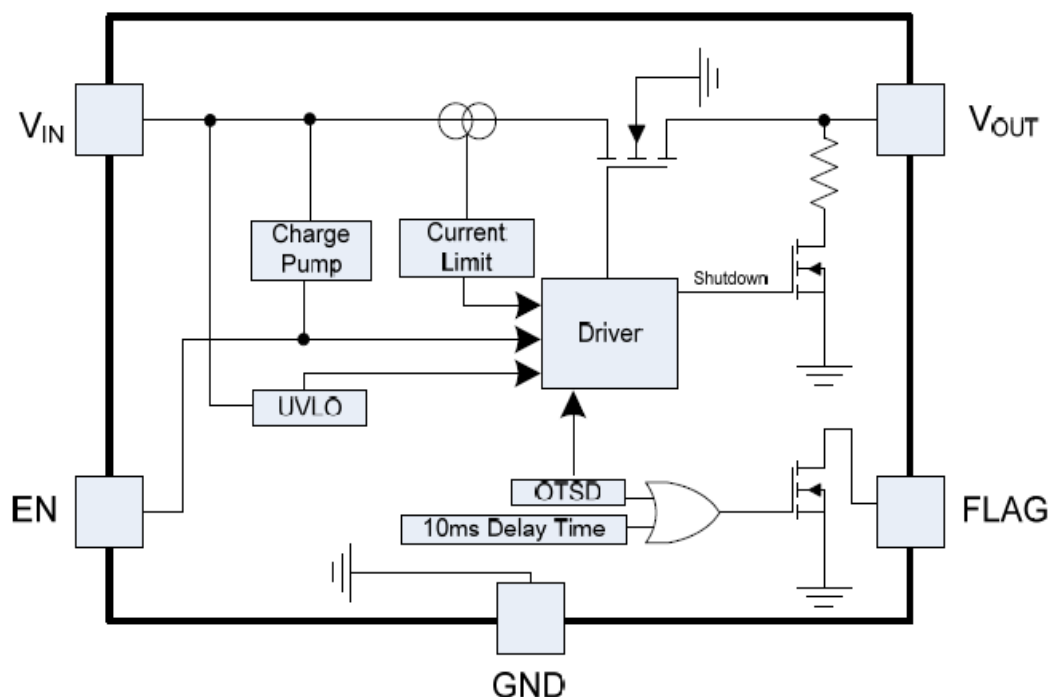 VIN
VOUT
Charge
Pump
Current
Limit
Shutdown
Driver
UVLO
EN
OTSD
10ms Delay Time
FLAG
GND